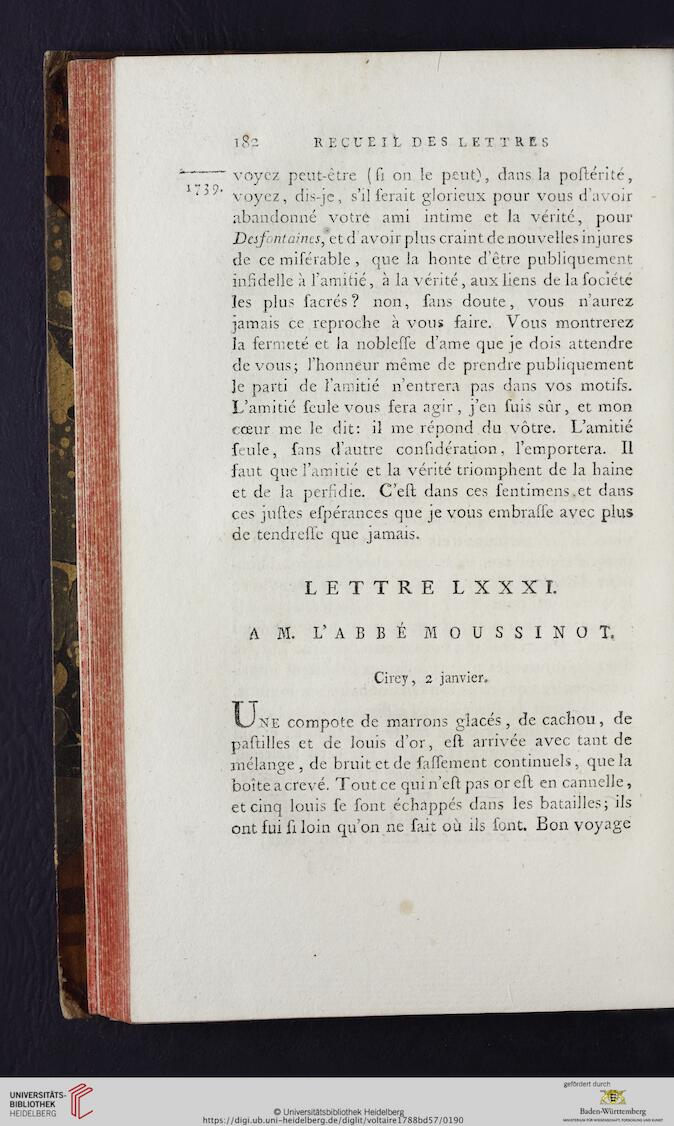 182 RECUEIL DES LETTRES
voyez peut-être (ſi on le peut), dans la poſtérité,
1739.
voyez, dis-je, s'il ferait glorieux pour vous d'avoir
abandonné votre ami intime et la vérité, pour
Desfontaines, et d'avoir plus craint de nouvelles injures
de ce miſérable, que la honte d'être publiquement
infidelle à l'amitié, à la vérité, aux liens de la ſociété
les plus ſacrés? non, ſans doute, vous n'aurez
jamais ce reproche à vous faire. Vous montrerez
la fermeté et la nobleſſe d'ame que je dois attendre
de vous; l'honneur même de prendre publiquement
le parti de l'amitié n'entrera pas dans vos motifs.
L'amitié ſeule vous fera agir, j'en ſuis sûr, et mon
cœur me le dit: il me répond du vôtre. L'amitié
ſeule, ſans d'autre conſidération, l'emportera. Il
faut que l'amitié et la vérité triomphent de la haine
et de la perfidie. C'eſt dans ces ſentimens et dans
ces juſtes eſpérances que je vous embraſſe avec plus
de tendreſſe que jamais.
LETTRE LXXXI.
A M. L'ABBÉ MOUSSINOT.
Cirey, 2 janvier.
UNE compote de marrons glacés, de cachou, de
paſtilles et de louis d'or, eſt arrivée avec tant de
mélange, de bruit et de ſaſſement continuels, que la
boîte a crevé. Tout ce qui n'eſt pas or eſt en cannelle,
et cinq louis ſe ſont échappés dans les batailles; ils
ont fui ſi loin qu'on ne ſait où ils ſont. Bon voyage
UNIVERSITÄTS-
BIBLIOTHEK
HEIDELBERG
© Universitätsbibliothek Heidelberg
https://digi.ub.uni-heidelberg.de/diglit/voltaire1788bd57/0190
gefördert durch
Baden-Württemberg
MINISTERIUM FÜR WISSENSCHAFT, FORSCHUNG UND KUNST